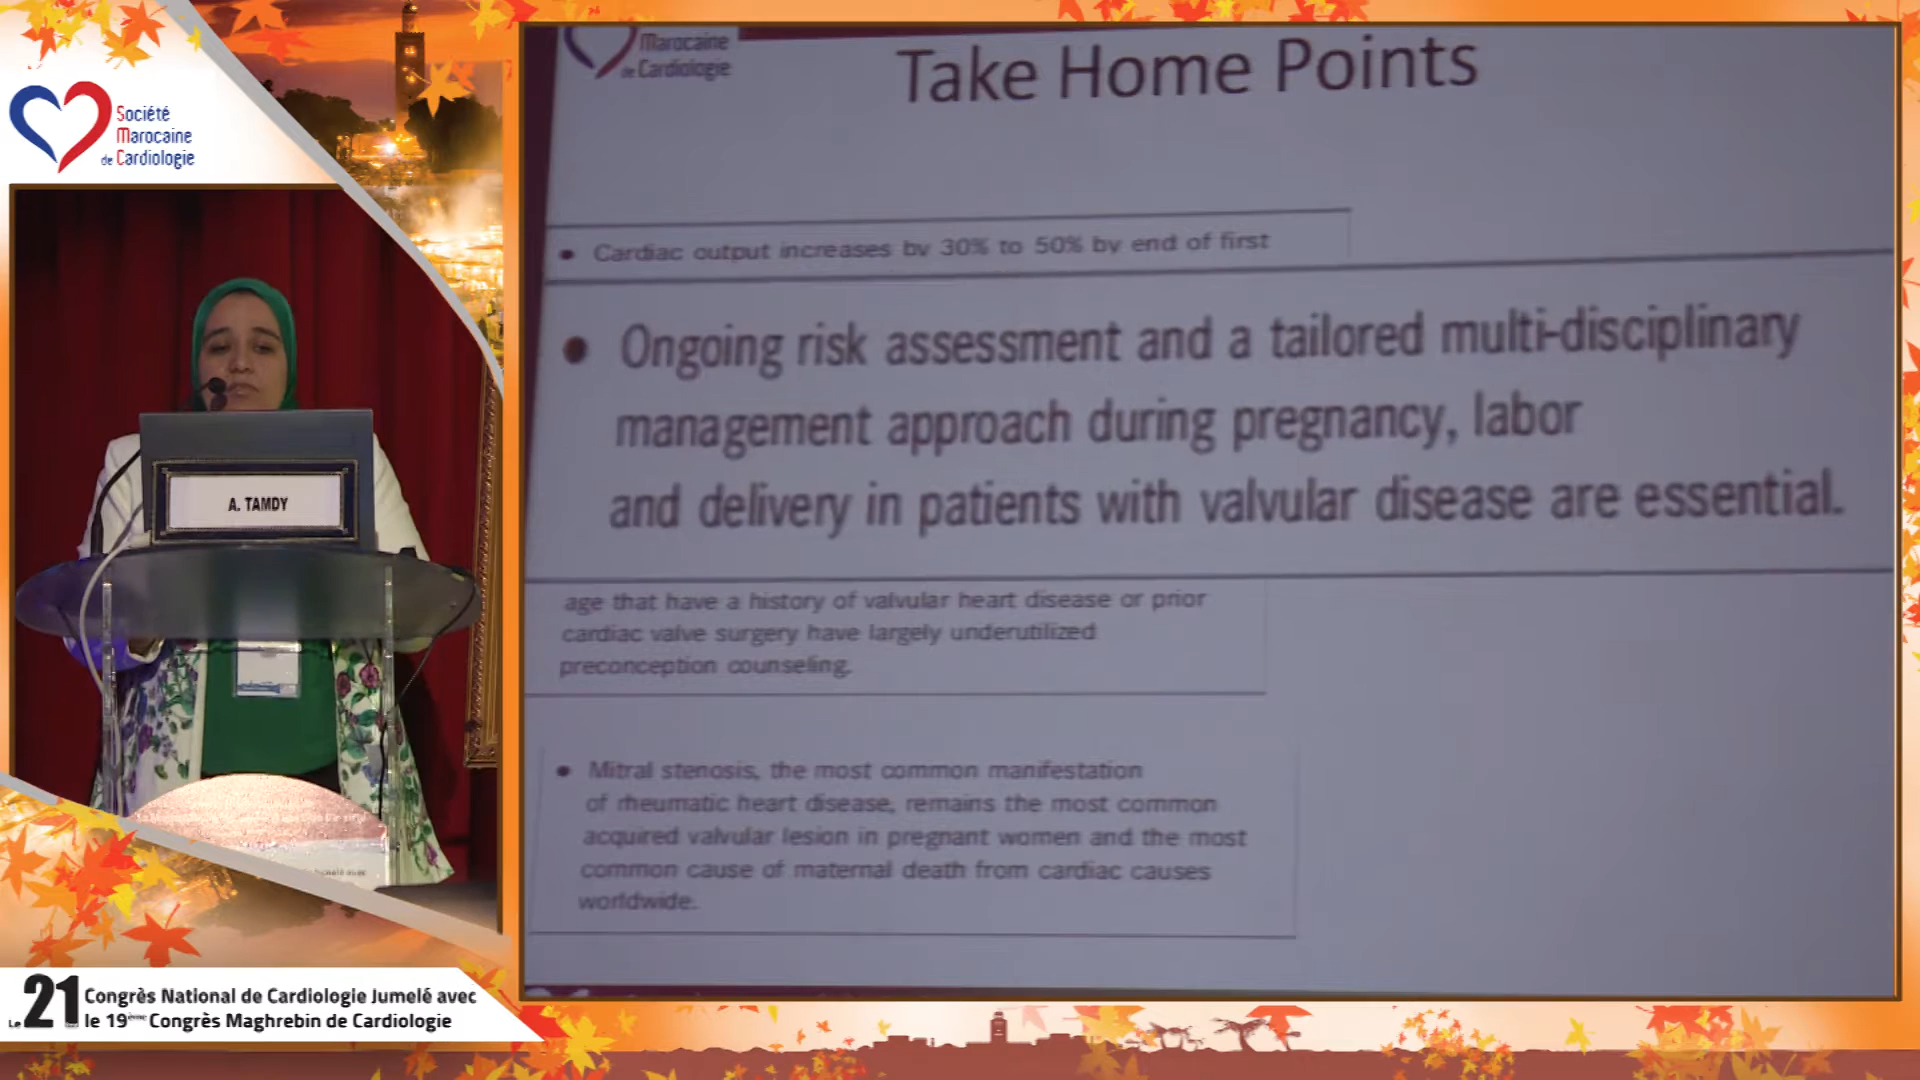 Société
Marocaine
de Cardiologie
A. TAMDY
Le 21 Congrès National de Cardiologie Jumelé avec
le 19ème Congrès Maghrebin de Cardiologie
Marocaine
de Cardiologie
Take Home Points
• Cardiac output increases by 30% to 50% by end of first
• Ongoing risk assessment and a tailored multi-disciplinary
management approach during pregnancy, labor
and delivery in patients with valvular disease are essential.
age that have a history of valvular heart disease or prior
cardiac valve surgery have largely underutilized
preconception counseling.
• Mitral stenosis, the most common manifestation
of rheumatic heart disease, remains the most common
acquired valvular lesion in pregnant women and the most
common cause of maternal death from cardiac causes
worldwide.